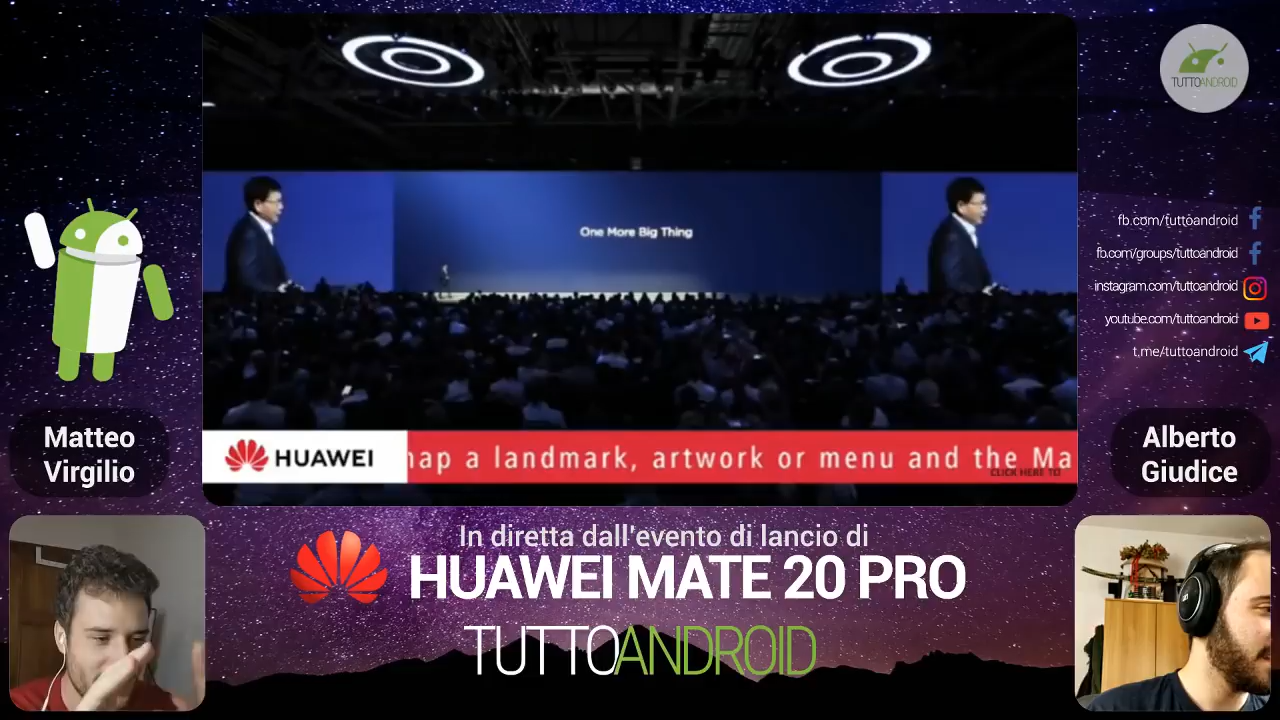 TUTTOANDROID
One More Big Thing
fb.com/tuttoandroid
fb.com/groups/tuttoandroid
instagram.com/tuttoandroid
youtube.com/tuttoandroid
t.me/tuttoandroid
Matteo
Virgilio
Alberto
Giudice
HUAWEI
nap a landmark, artwork or menu and the Ma
CLICK HERE TO
In diretta dall'evento di lancio di
HUAWEI MATE 20 PRO
TUTTOANDROID